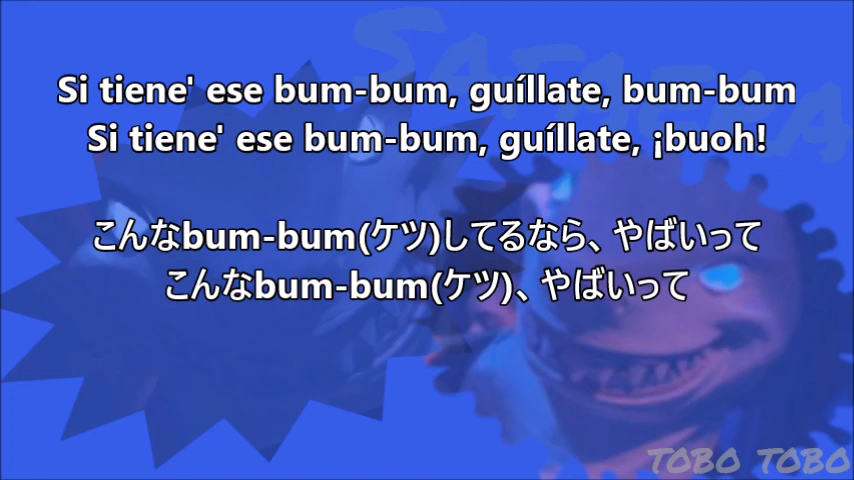 SAFAERA
Si tiene' ese bum-bum, guíllate, bum-bum
Si tiene' ese bum-bum, guíllate, ¡buoh!
こんなbum-bum(ケツ)してるなら、やばいって
こんなbum-bum(ケツ)、やばいって
TOBO TOBO